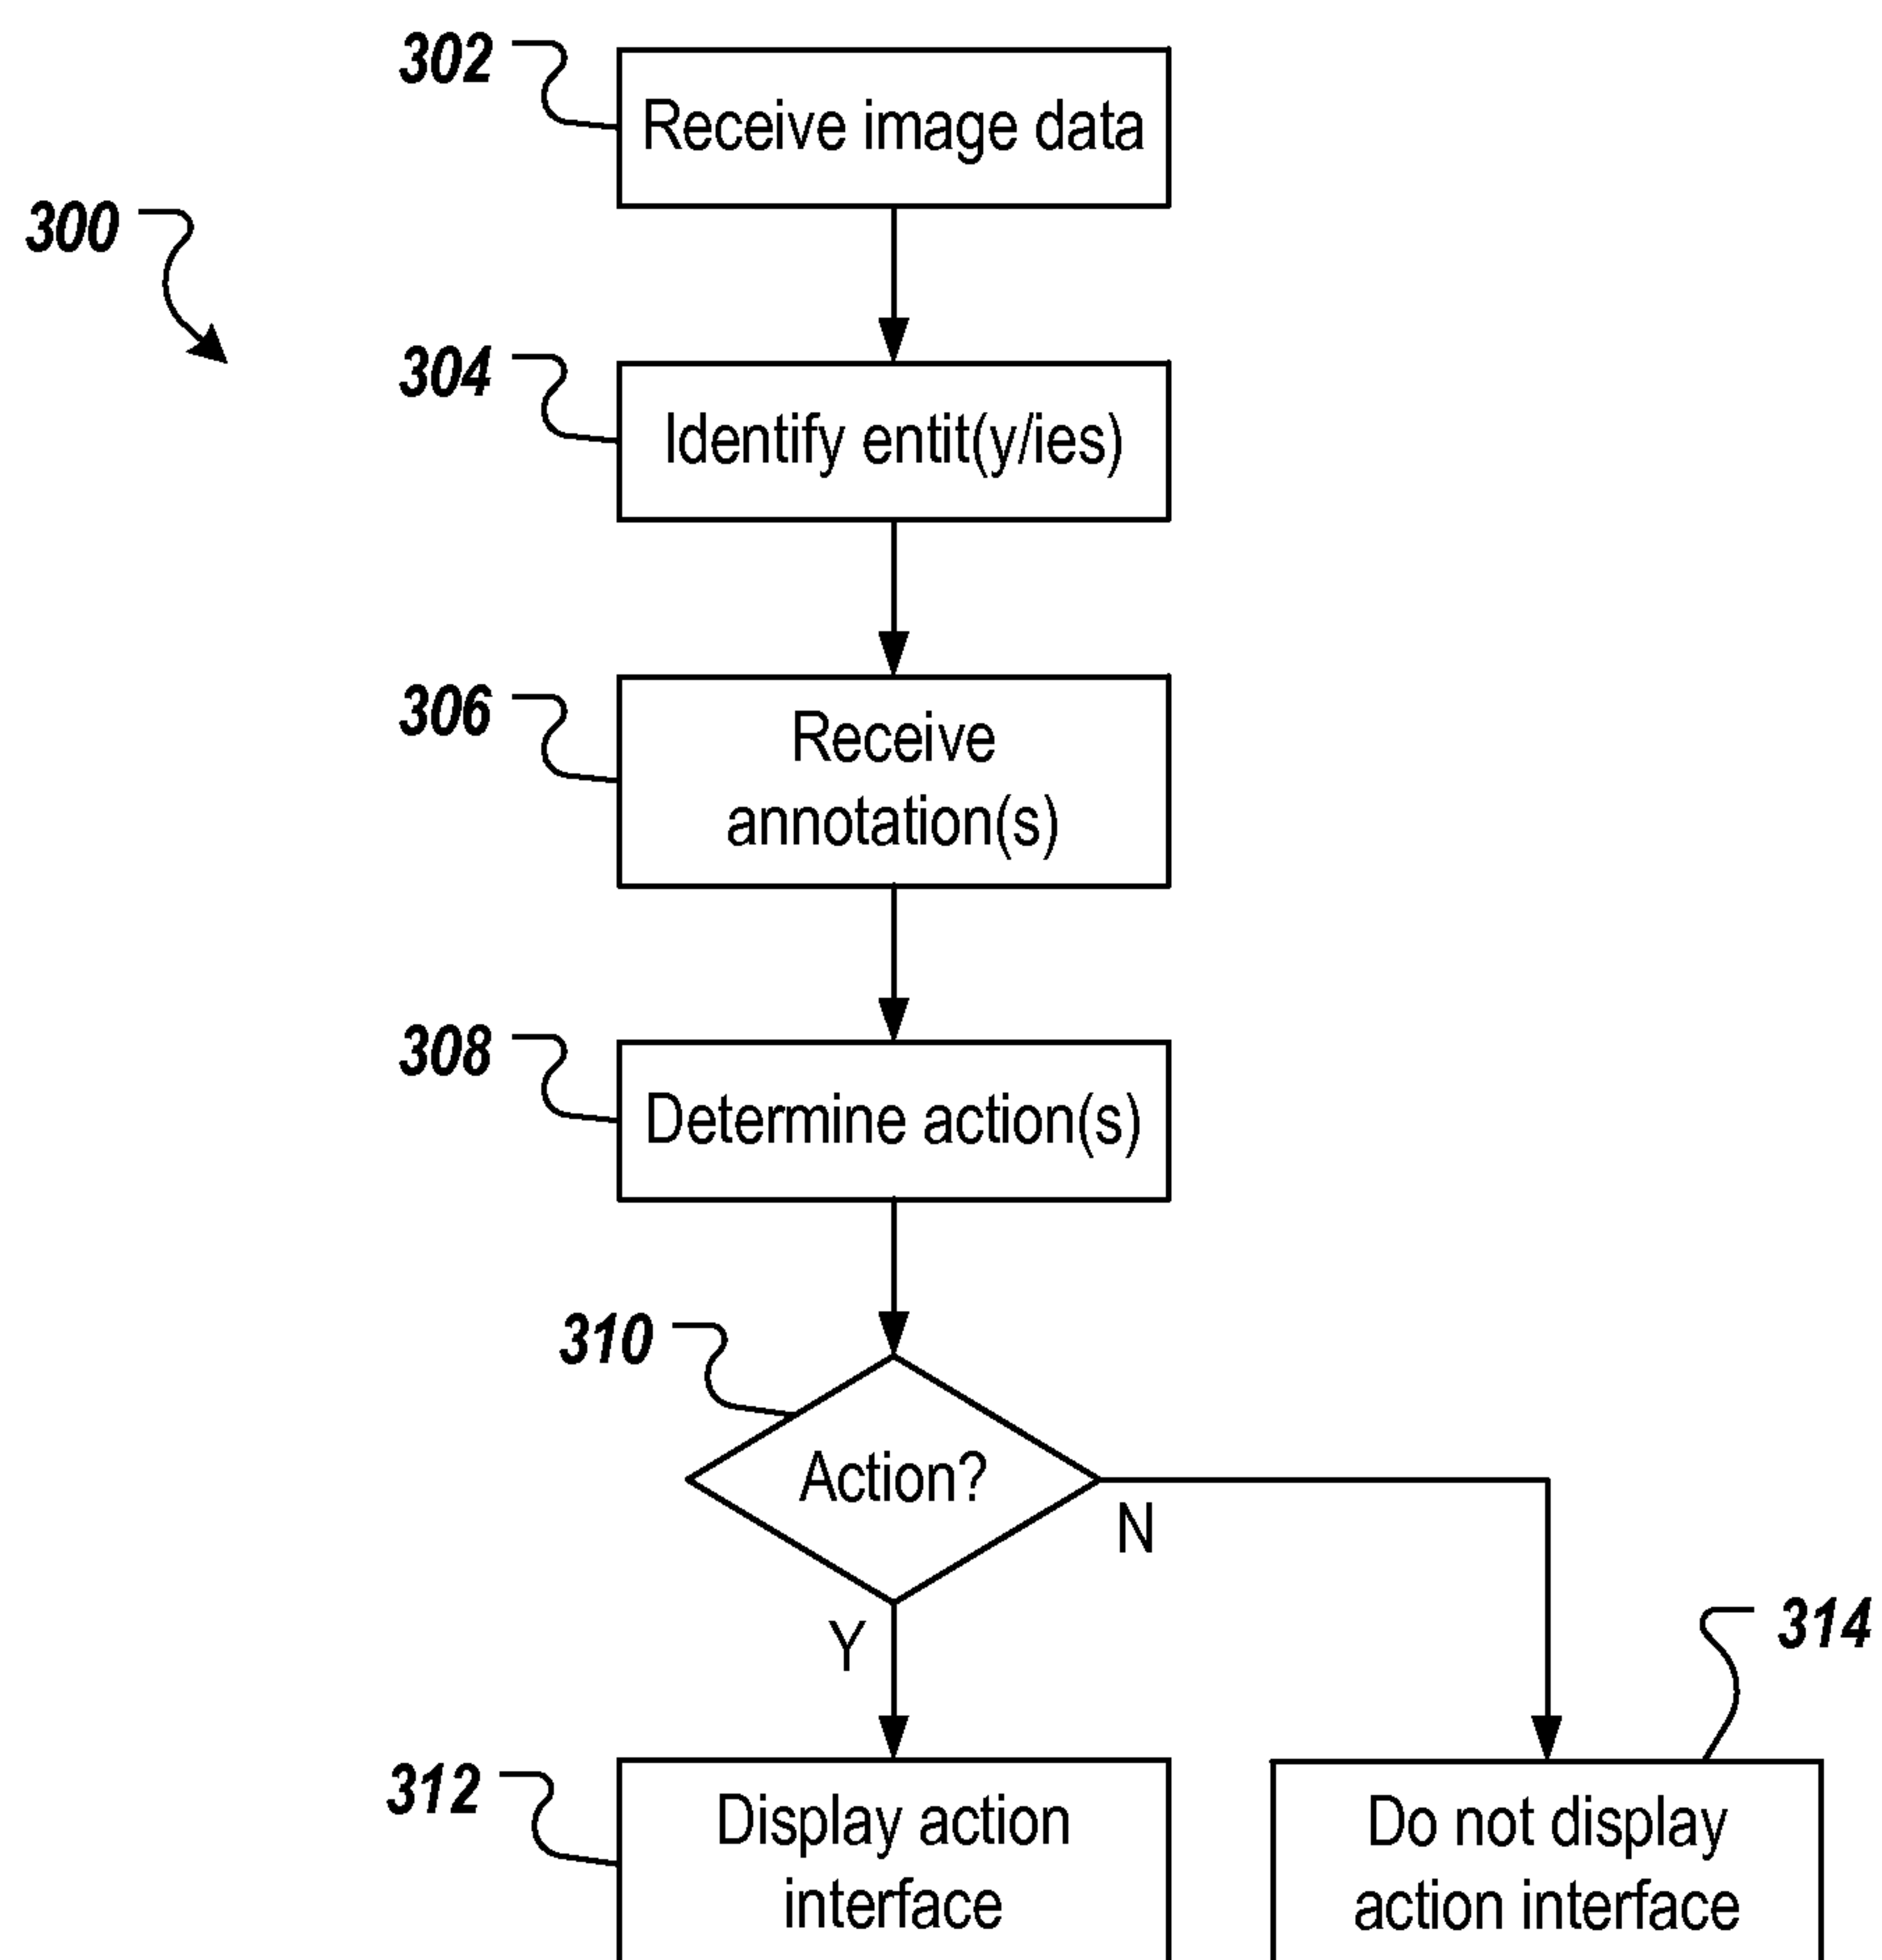 302
Receive image data
300
304
Identify entit(y/ies)
306
Receive
annotation(s)
308
Determine action(s)
310
Action?
N
Y
314
312
Display action
interface
Do not display
action interface